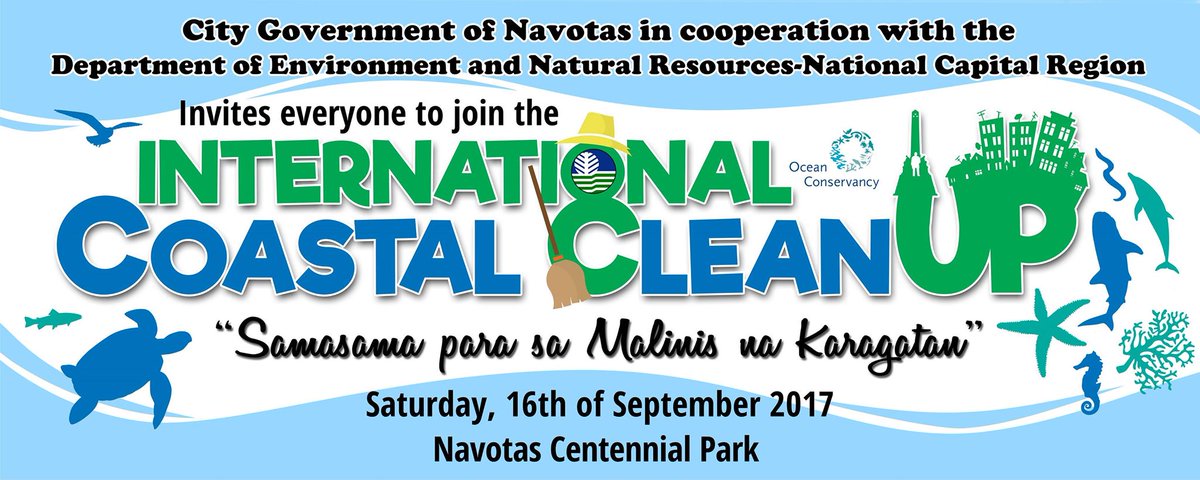 City Government of Navotas in cooperation with the
Department of Environment and Natural Resources-National Capital Region
Invites everyone to join the
INTERNATIONAL
Ocean
Conservancy
COASTAL CLEANUP
“Samasama para sa Malinis na Karagatan”
Saturday, 16th of September 2017
Navotas Centennial Park